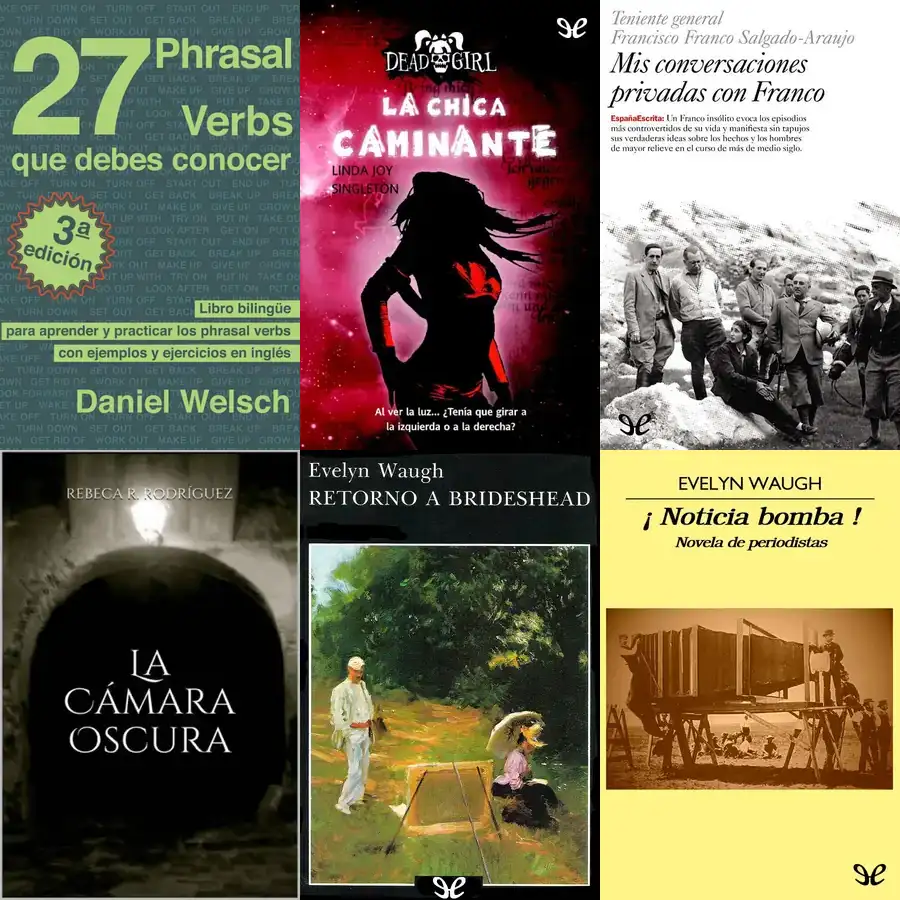 27 Phrasal
Verbs
que debes conocer
3ª
edición
Libro bilingüe
para aprender y practicar los phrasal verbs
con ejemplos y ejercicios en inglés
Daniel Welsch
DEAD GIRL
LA CHICA
CAMINANTE
LINDA JOY
SINGLETON
Al ver la luz... ¿Tenía que girar a
la izquierda o a la derecha?
Teniente general
Francisco Franco Salgado-Araujo
Mis conversaciones
privadas con Franco
EspañaEscrita: Un Franco insólito evoca los episodios
más controvertidos de su vida y manifiesta sin tapujos
sus verdaderas ideas sobre los hechos y los hombres
de mayor relieve en el curso de más de medio siglo.
REBECA R. RODRÍGUEZ
LA
CÁMARA
OSCURA
Evelyn Waugh
RETORNO A BRIDESHEAD
EVELYN WAUGH
¡ Noticia bomba !
Novela de periodistas